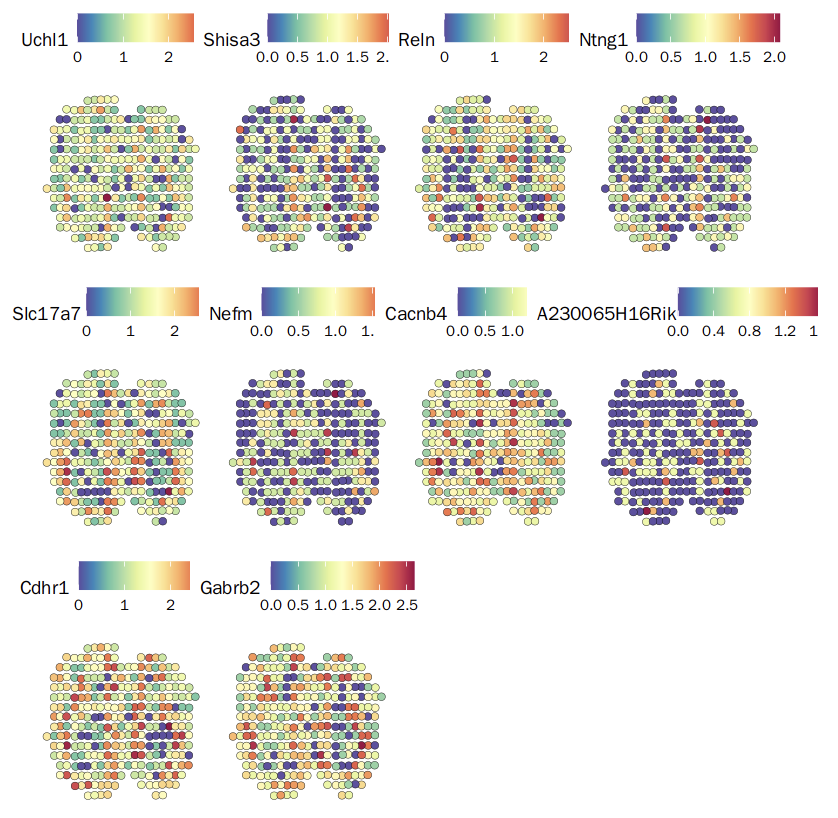 Uchl1 Shisa3 Reln Ntng1
0 1 2 0.0 0.5 1.0 1.5 2. 0 1 2 0.0 0.5 1.0 1.5 2.0
Slc17a7 Nefm Cacnb4 A230065H16Rik
0 1 2 0.0 0.5 1.0 1. 0.0 0.5 1.0 0.0 0.4 0.8 1.2 1
Cdhr1 Gabrb2
0 1 2 0.0 0.5 1.0 1.5 2.0 2.5